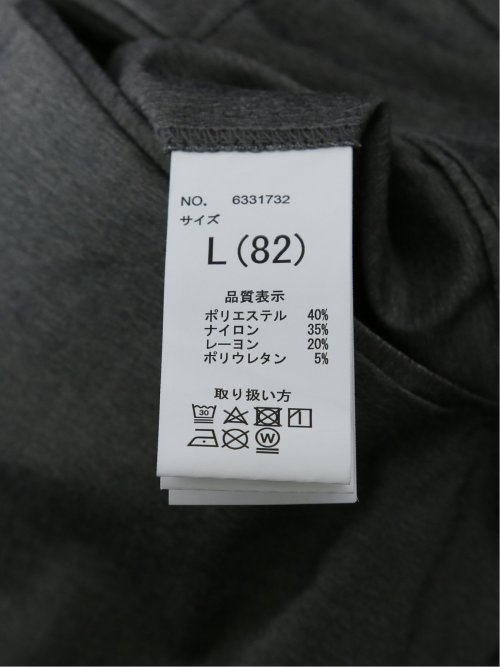 NO. 6331732
サイズ
L(82)
品質表示
ポリエステル 40%
ナイロン 35%
レーヨン 20%
ポリウレタン 5%
取り扱い方
30
W